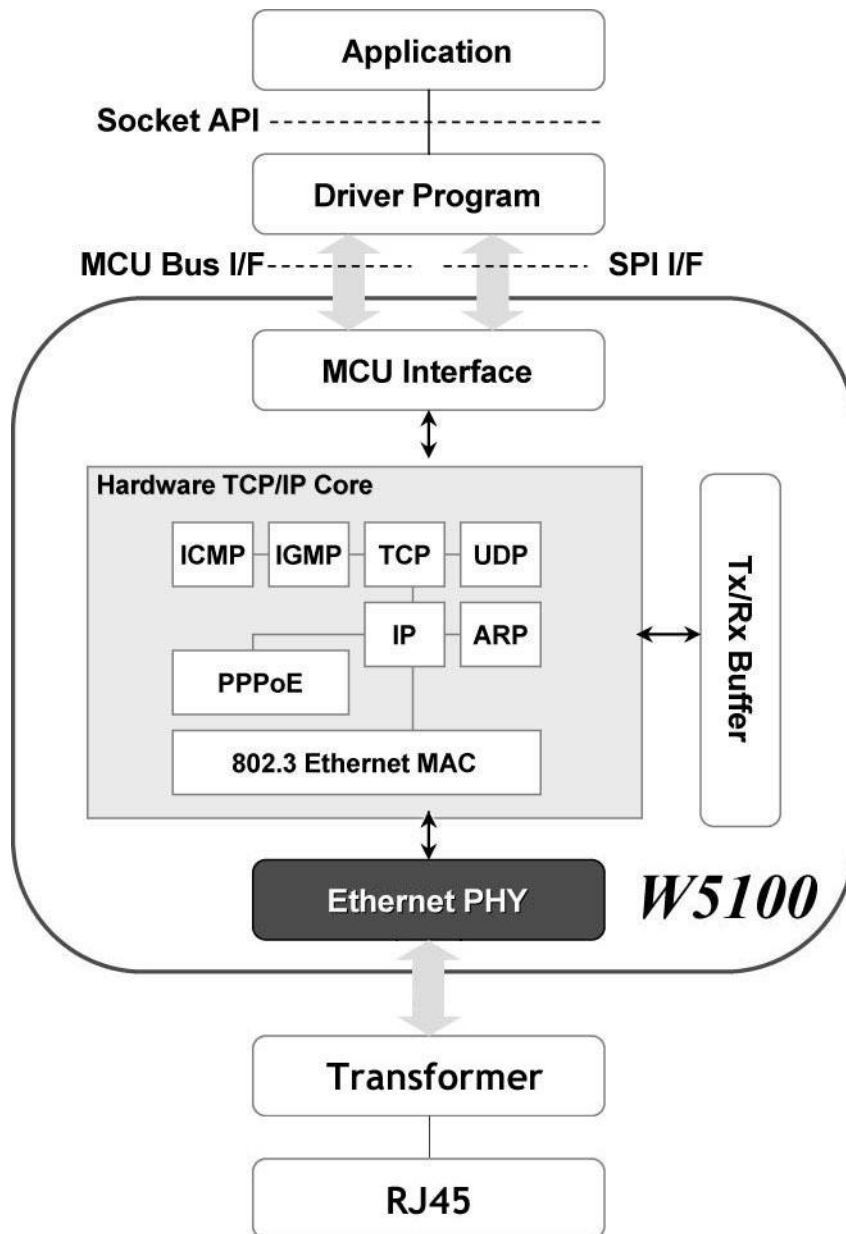 Application
Socket API
Driver Program
MCU Bus I/F
SPI I/F
MCU Interface
Hardware TCP/IP Core
ICMP
IGMP
TCP
UDP
IP
ARP
PPPoE
802.3 Ethernet MAC
Tx/Rx Buffer
Ethernet PHY
W5100
Transformer
RJ45